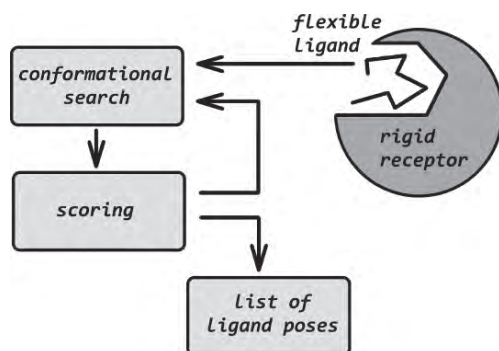 flexible
ligand
conformational
search
rigid
receptor
scoring
list of
ligand poses